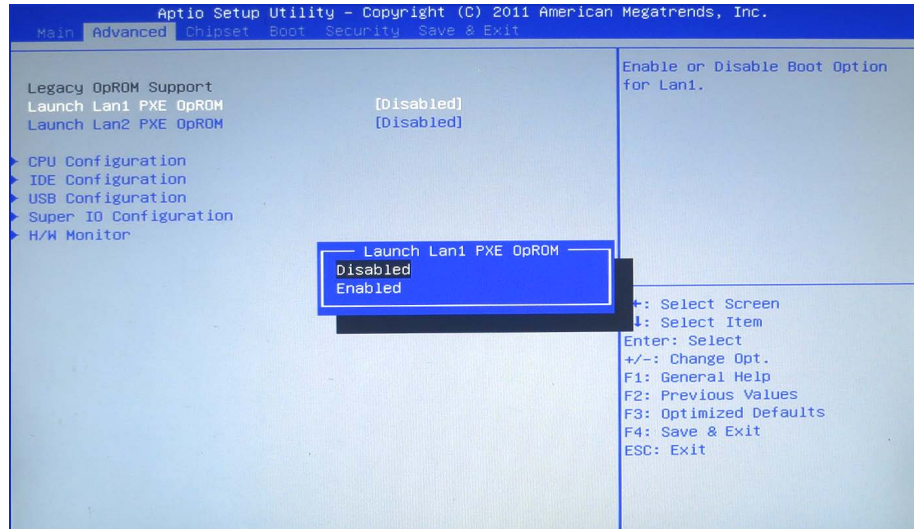 Aptio Setup Utility – Copyright (C) 2011 American Megatrends, Inc.
Main Advanced Chipset Boot Security Save & Exit
Legacy OpROM Support
Launch Lan1 PXE OpROM [Disabled]
Launch Lan2 PXE OpROM [Disabled]
CPU Configuration
IDE Configuration
USB Configuration
Super IO Configuration
H/W Monitor
Launch Lan1 PXE OpROM
Disabled
Enabled
Enable or Disable Boot Option
for Lan1.
: Select Screen
: Select Item
Enter: Select
+/-: Change Opt.
F1: General Help
F2: Previous Values
F3: Optimized Defaults
F4: Save & Exit
ESC: Exit